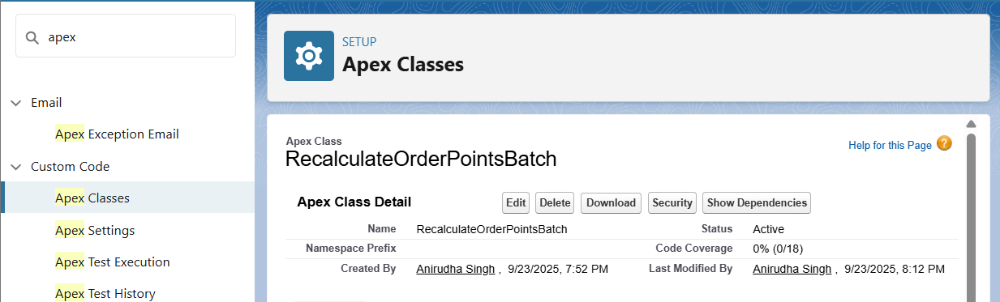 apex
Email
Apex Exception Email
Custom Code
Apex Classes
Apex Settings
Apex Test Execution
Apex Test History
SETUP
Apex Classes
Apex Class
RecalculateOrderPointsBatch
Help for this Page ?
Apex Class Detail Edit Delete Download Security Show Dependencies
Name RecalculateOrderPointsBatch Status Active
Namespace Prefix Code Coverage 0% (0/18)
Created By Anirudha Singh , 9/23/2025, 7:52 PM Last Modified By Anirudha Singh , 9/23/2025, 8:12 PM